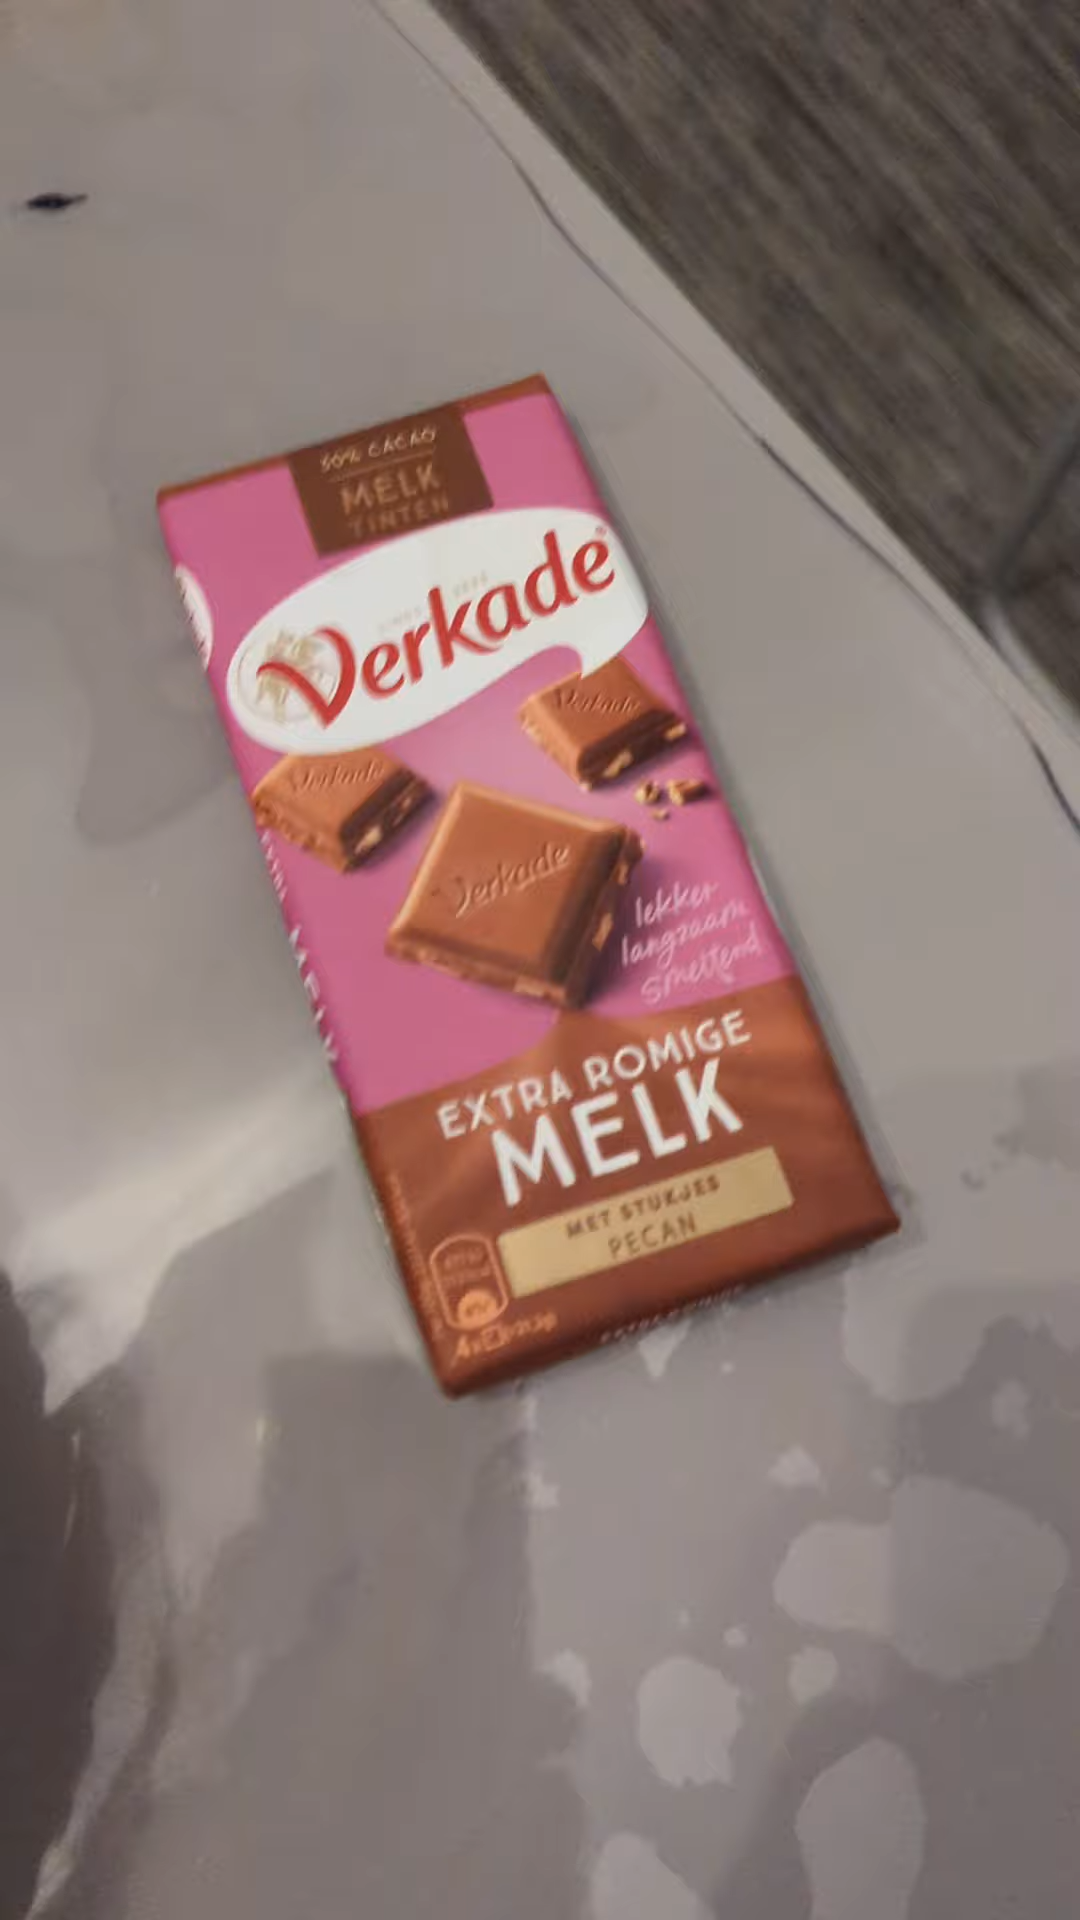 30% CACAO
MELK
TINTEN
Verkade
Verkade
Verkade
Verkade
lekker
langzaam
smeltend
EXTRA ROMIGE
MELK
MET STUKJES
PECAN